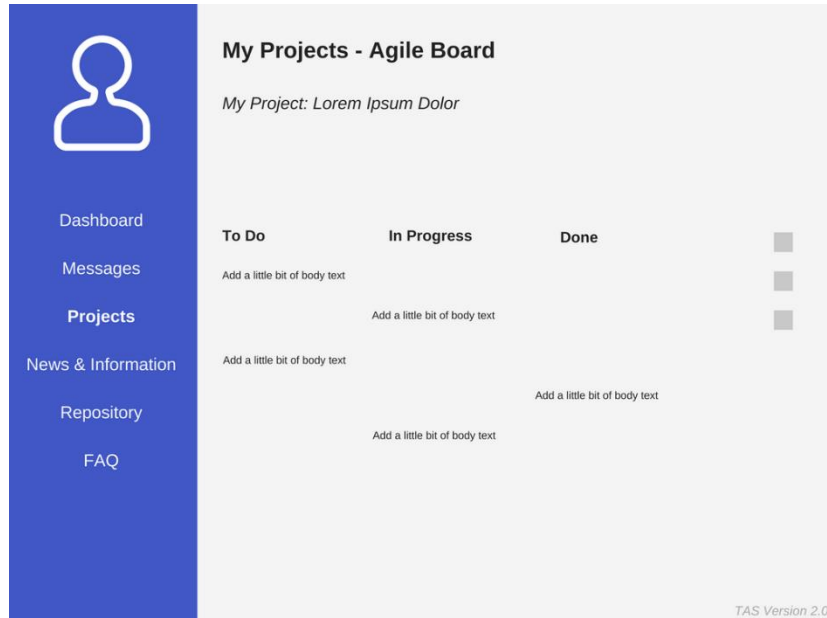 My Projects - Agile Board
My Project: Lorem Ipsum Dolor
Dashboard
Messages
Projects
News & Information
Repository
FAQ
To Do
In Progress
Done
Add a little bit of body text
Add a little bit of body text
Add a little bit of body text
Add a little bit of body text
Add a little bit of body text
TAS Version 2.0